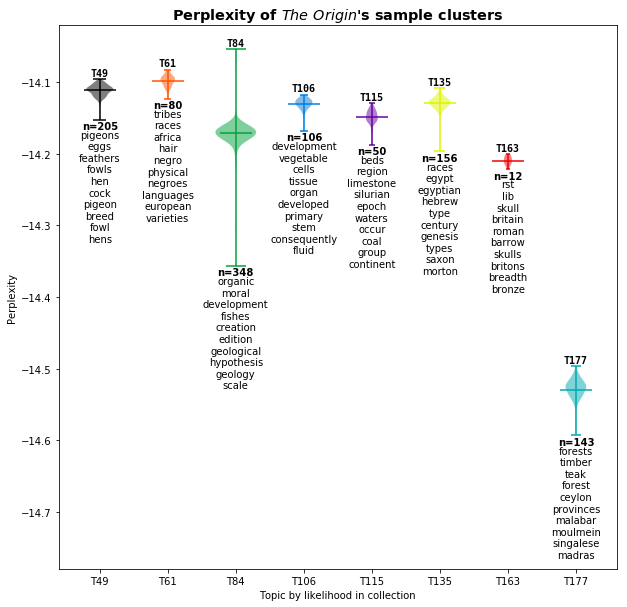 Perplexity of The Origin's sample clusters
Perplexity
−14.1
−14.2
−14.3
−14.4
−14.5
−14.6
−14.7
T49
n=205
pigeons
eggs
feathers
fowls
hen
cock
pigeon
breed
fowl
hens
T61
n=80
tribes
races
africa
hair
negro
physical
negroes
languages
european
varieties
T84
n=348
organic
moral
development
fishes
creation
edition
geological
hypothesis
geology
scale
T106
n=106
development
vegetable
cells
tissue
organ
developed
primary
stem
consequently
fluid
T115
n=50
beds
region
limestone
silurian
epoch
waters
occur
coal
group
continent
T135
n=156
races
egypt
egyptian
hebrew
type
century
genesis
types
saxon
morton
T163
n=12
rst
lib
skull
britain
roman
barrow
skulls
britons
breadth
bronze
T177
n=143
forests
timber
teak
forest
ceylon
provinces
malabar
moulmein
singalese
madras
T49 T61 T84 T106 T115 T135 T163 T177
Topic by likelihood in collection